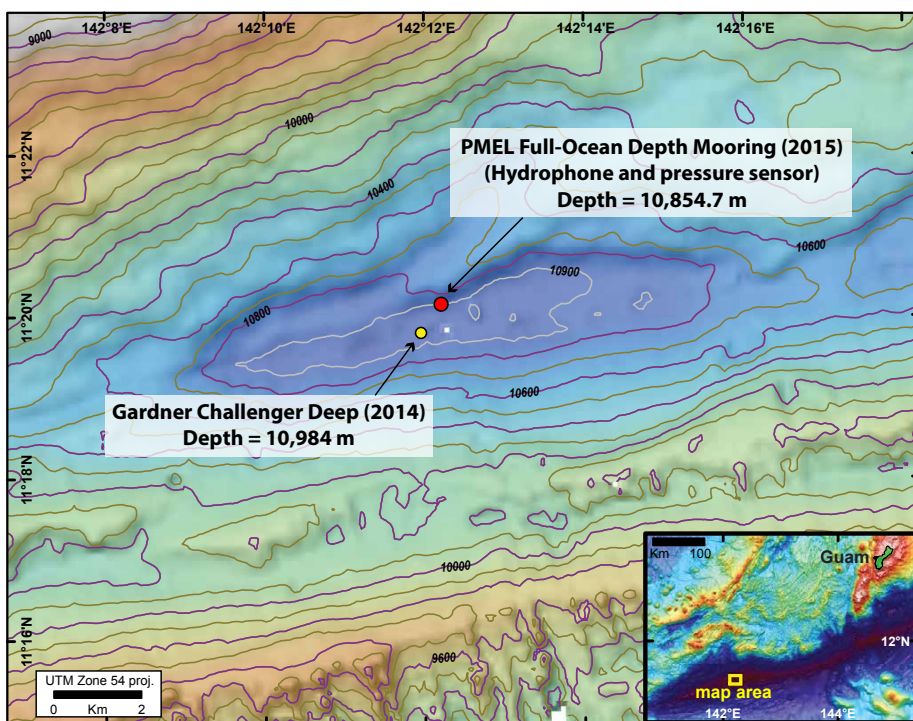 142°8'E
142°10'E
142°12'E
142°14'E
142°16'E
9000
10000
PMEL Full-Ocean Depth Mooring (2015)
(Hydrophone and pressure sensor)
Depth = 10,854.7 m
11°22'N
10400
10600
10900
10800
11°20'N
10600
Gardner Challenger Deep (2014)
Depth = 10,984 m
11°18'N
10000
11°16'N
9600
UTM Zone 54 proj.
0 Km 2
Km 100
Guam
12°N
map area
142°E
144°E